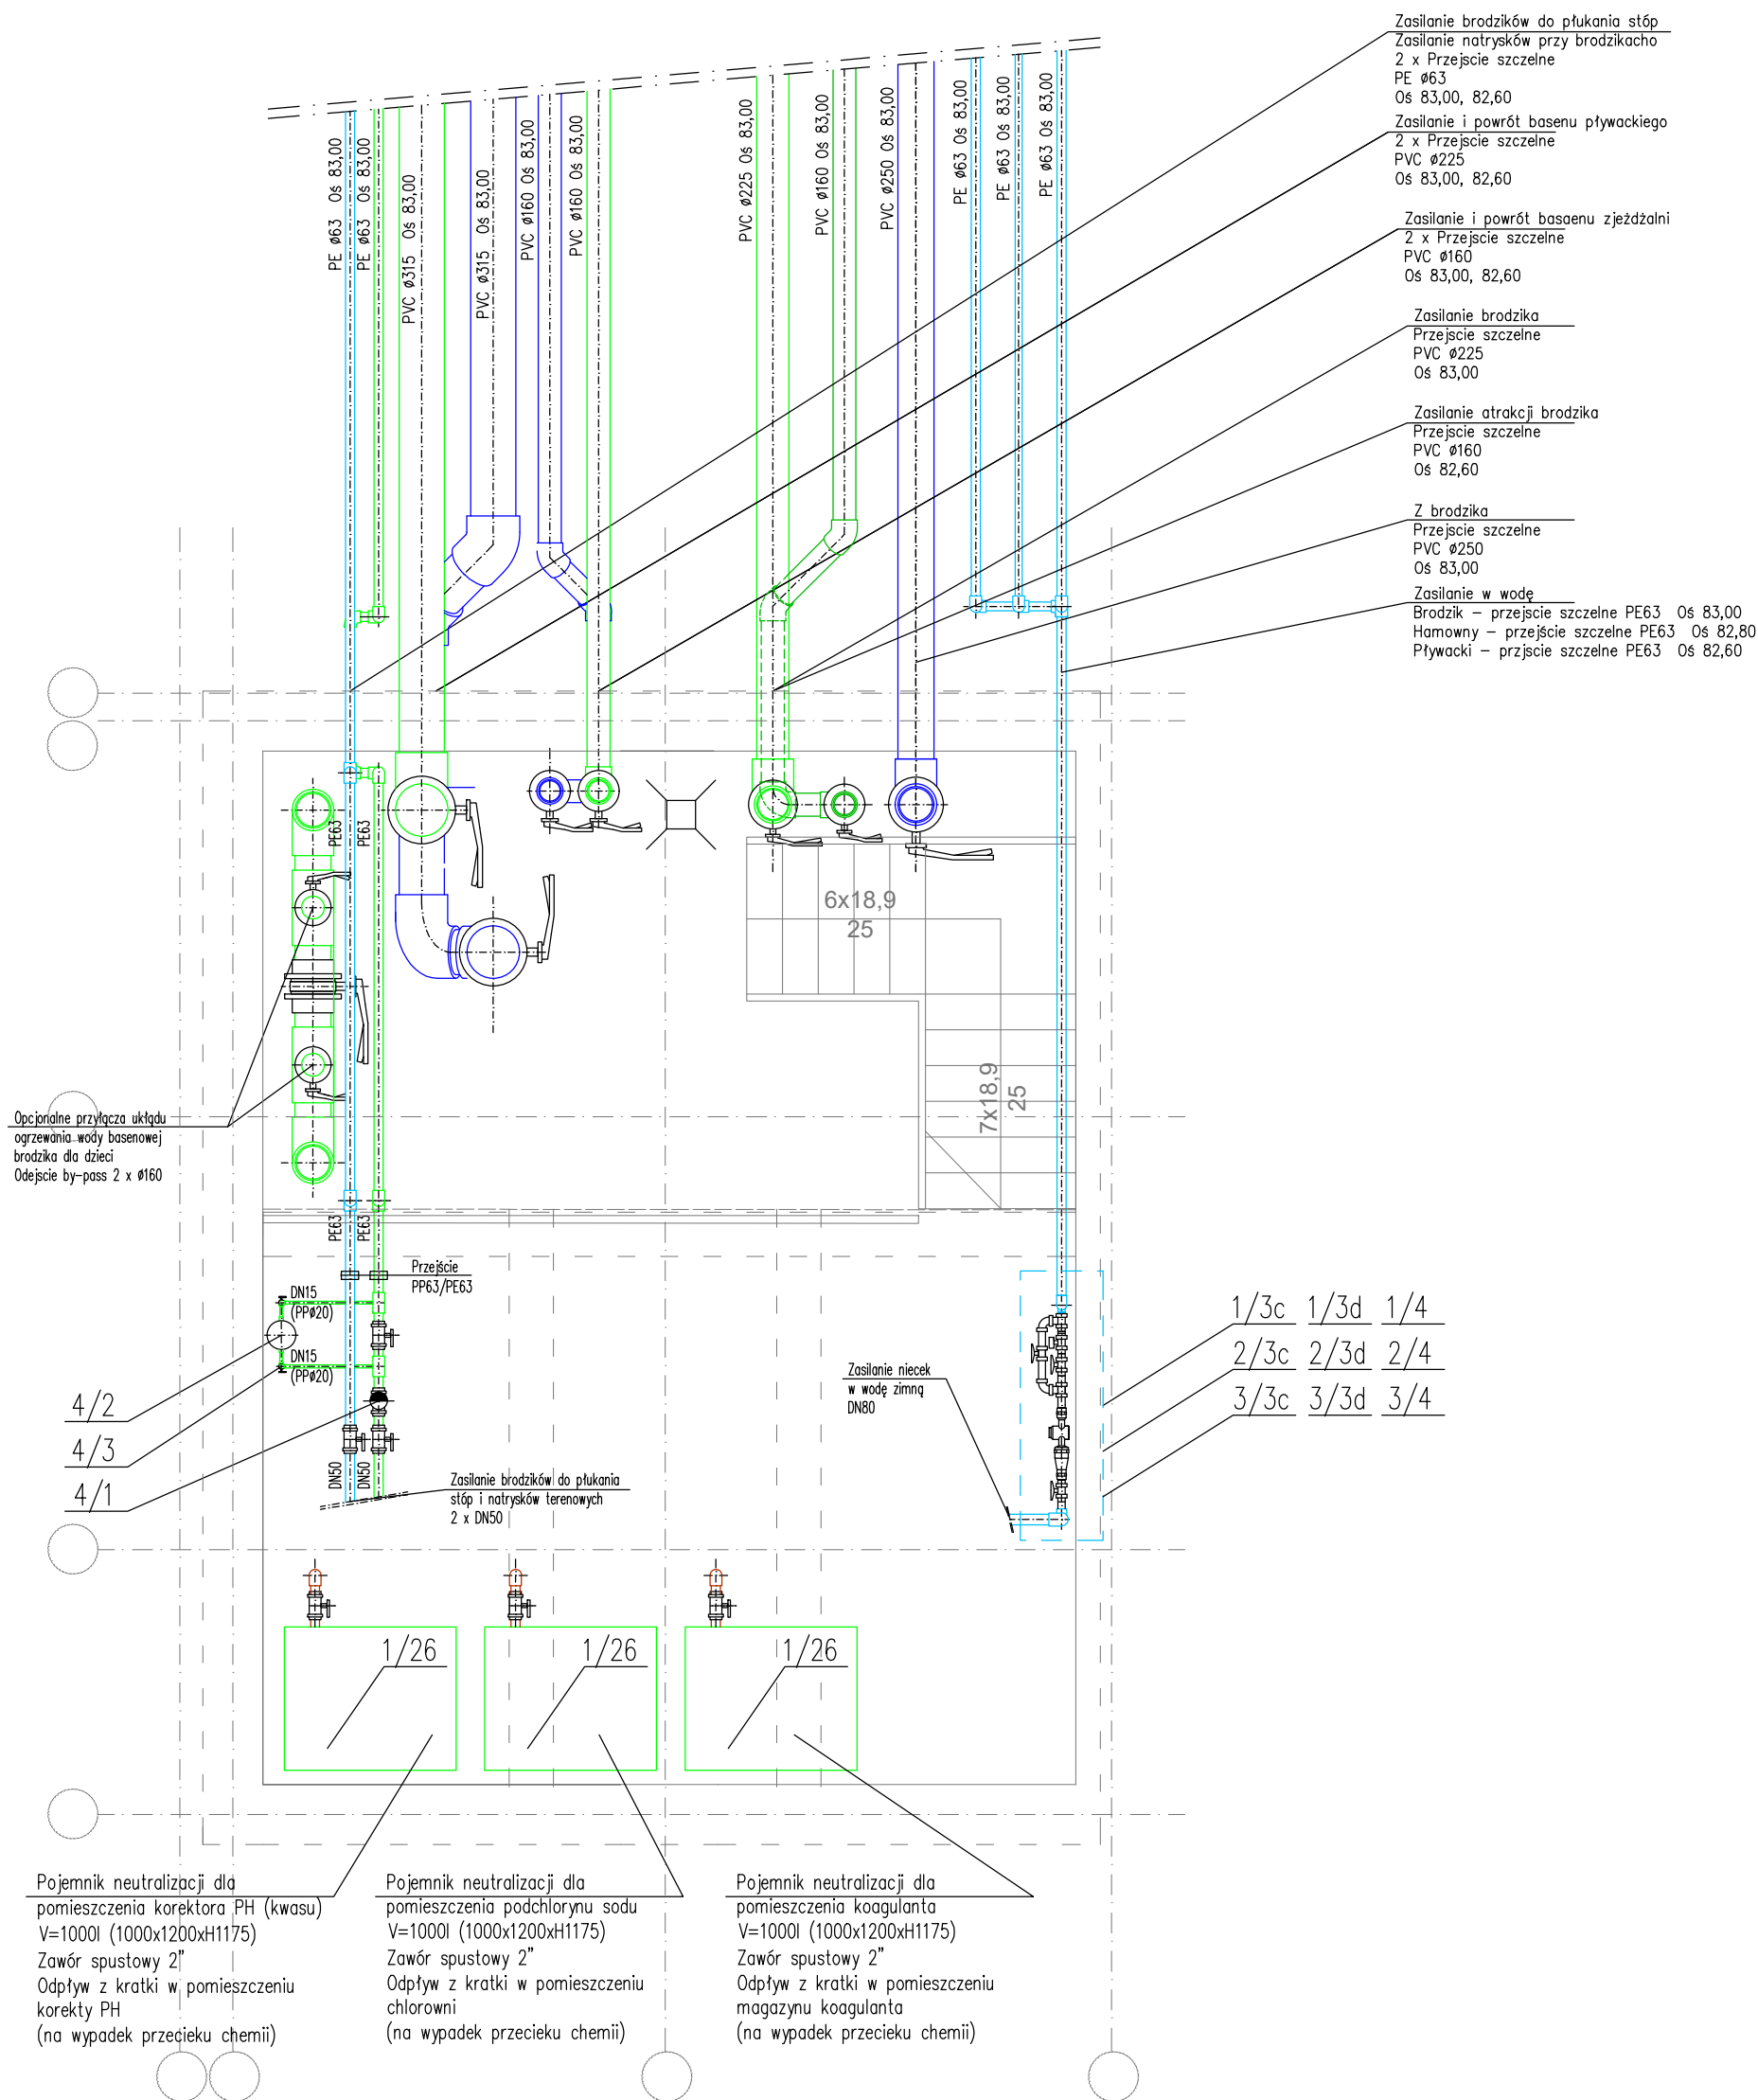 Zasilanie brodzików do płukania stóp
Zasilanie natrysków przy brodzikacho
2 x Przejscie szczelne
PE ø63
Oś 83,00, 82,60
Zasilanie i powrót basenu pływackiego
2 x Przejscie szczelne
PVC ø225
Oś 83,00, 82,60
Zasilanie i powrót basaenu zjeżdżalni
2 x Przejscie szczelne
PVC ø160
Oś 83,00, 82,60
Zasilanie brodzika
Przejscie szczelne
PVC ø225
Oś 83,00
Zasilanie atrakcji brodzika
Przejscie szczelne
PVC ø160
Oś 82,60
Z brodzika
Przejscie szczelne
PVC ø250
Oś 83,00
Zasilanie w wodę
Brodzik – przejscie szczelne PE63 Oś 83,00
Hamowny – przejście szczelne PE63 Oś 82,80
Pływacki – przjscie szczelne PE63 Oś 82,60
PE ø63 Oś 83,00
PE ø63 Oś 83,00
PVC ø315 Oś 83,00
PVC ø315 Oś 83,00
PVC ø160 Oś 83,00
PVC ø160 Oś 83,00
PVC ø225 Oś 83,00
PVC ø160 Oś 83,00
PVC ø250 Oś 83,00
PE ø63 Oś 83,00
PE ø63 Oś 83,00
PE ø63 Oś 83,00
PE63
PE63
6x18,9
25
7x18,9
25
Opcjonalne przyłącza układu
ogrzewania wody basenowej
brodzika dla dzieci
Odejscie by-pass 2 x ø160
PE63
PE63
Przejście
PP63/PE63
DN15
(PPø20)
DN15
(PPø20)
4/2
4/3
4/1
DN50
DN50
Zasilanie brodzików do płukania
stóp i natrysków terenowych
2 x DN50
Zasilanie niecek
w wodę zimną
DN80
1/3c 1/3d 1/4
2/3c 2/3d 2/4
3/3c 3/3d 3/4
1/26
1/26
1/26
Pojemnik neutralizacji dla
pomieszczenia korektora PH (kwasu)
V=1000l (1000x1200xH1175)
Zawór spustowy 2"
Odpływ z kratki w pomieszczeniu
korekty PH
(na wypadek przecieku chemii)
Pojemnik neutralizacji dla
pomieszczenia podchlorynu sodu
V=1000l (1000x1200xH1175)
Zawór spustowy 2"
Odpływ z kratki w pomieszczeniu
chlorowni
(na wypadek przecieku chemii)
Pojemnik neutralizacji dla
pomieszczenia koagulanta
V=1000l (1000x1200xH1175)
Zawór spustowy 2"
Odpływ z kratki w pomieszczeniu
magazynu koagulanta
(na wypadek przecieku chemii)